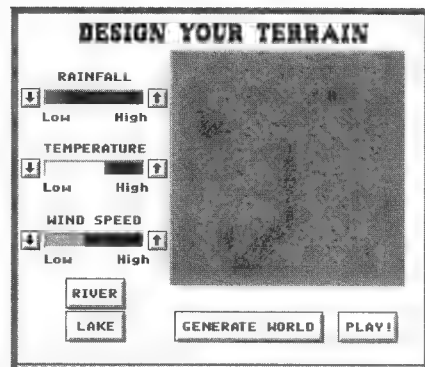 DESIGN YOUR TERRAIN
RAINFALL
Low High
TEMPERATURE
Low High
WIND SPEED
Low High
RIVER
LAKE
GENERATE WORLD
PLAY!